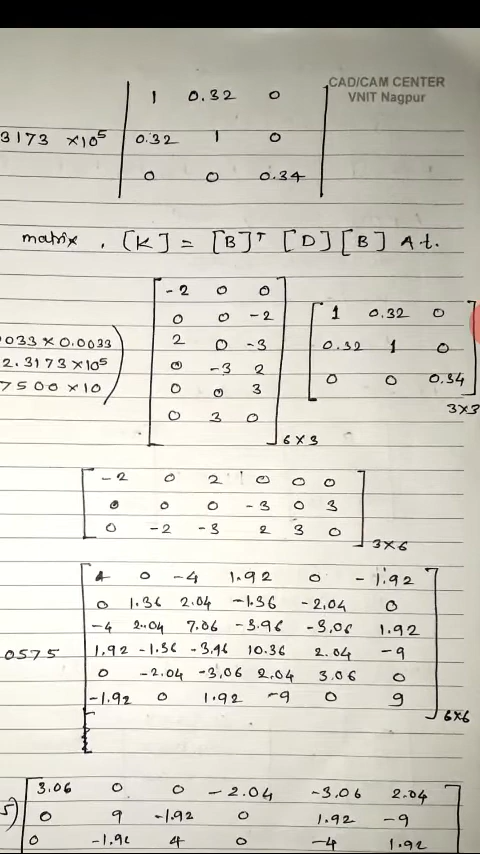 CAD/CAM CENTER
VNIT Nagpur
1 0.32 0
3173 ×10⁵ 0.32 1 0
0 0 0.34
matrix , [K] = [B]ᵀ [D] [B] At.
-2 0 0
0 0 -2
2 0 -3
0 -3 2
0 0 3
0 3 0
6×3
033 × 0.0033
2.3173 ×10⁵
7500 ×10
1 0.32 0
0.32 1 0
0 0 0.34
3×3
-2 0 2 0 0 0
0 0 0 -3 0 3
0 -2 -3 2 3 0
3×6
4 0 -4 1.92 0 -1.92
0 1.36 2.04 -1.36 -2.04 0
-4 2.04 7.06 -3.96 -3.06 1.92
0575 1.92 -1.36 -3.96 10.36 2.04 -9
0 -2.04 -3.06 2.04 3.06 0
-1.92 0 1.92 -9 0 9
6×6
3.06 0 0 -2.04 -3.06 2.04
5) 0 9 -1.92 0 1.92 -9
0 -1.92 4 0 -4 1.92